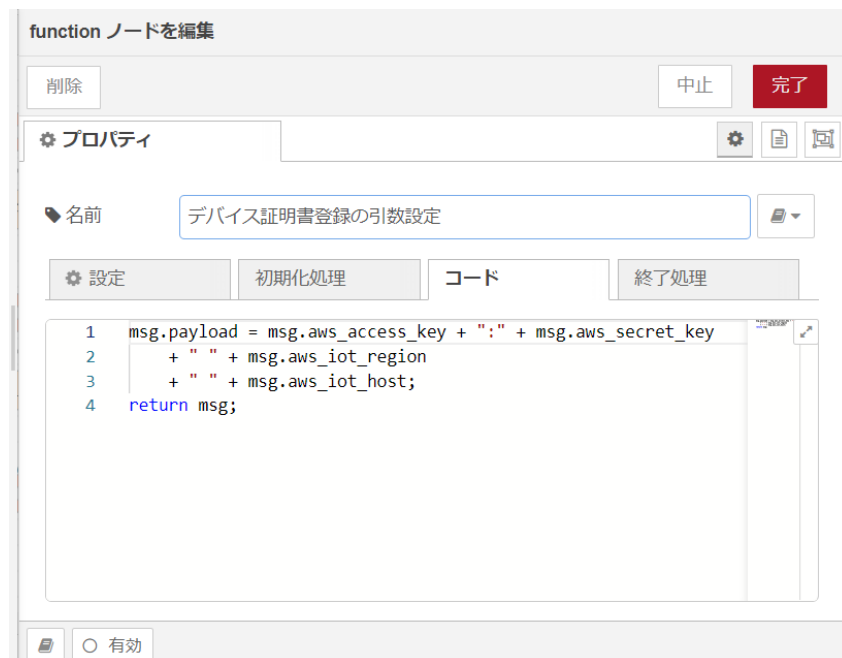 function ノードを編集
削除
中止
完了
プロパティ
名前
デバイス証明書登録の引数設定
設定
初期化処理
コード
終了処理
1 msg.payload = msg.aws_access_key + ":" + msg.aws_secret_key
2 + " " + msg.aws_iot_region
3 + " " + msg.aws_iot_host;
4 return msg;
有効